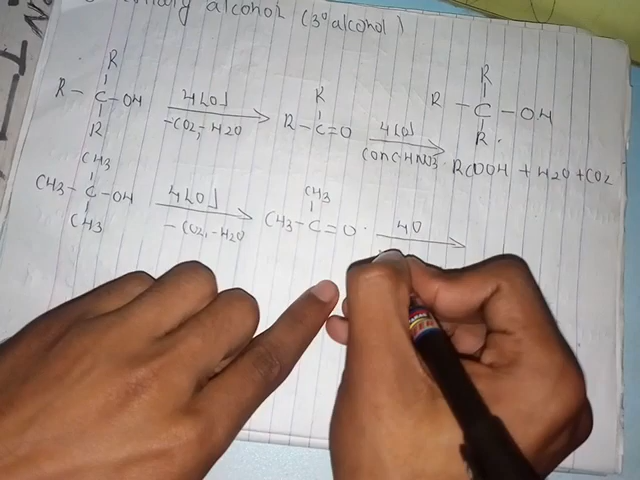 alcohol (3° alcohol)
R
R
R - C - OH 4[O] R R - C - OH
-CO2, -H2O R - C = O 4[O]
R conc. HNO3. R.
RCOOH + H2O + CO2
CH3
CH3 - C - OH 4[O] CH3
CH3 - CO2, -H2O CH3 - C = O . 4O